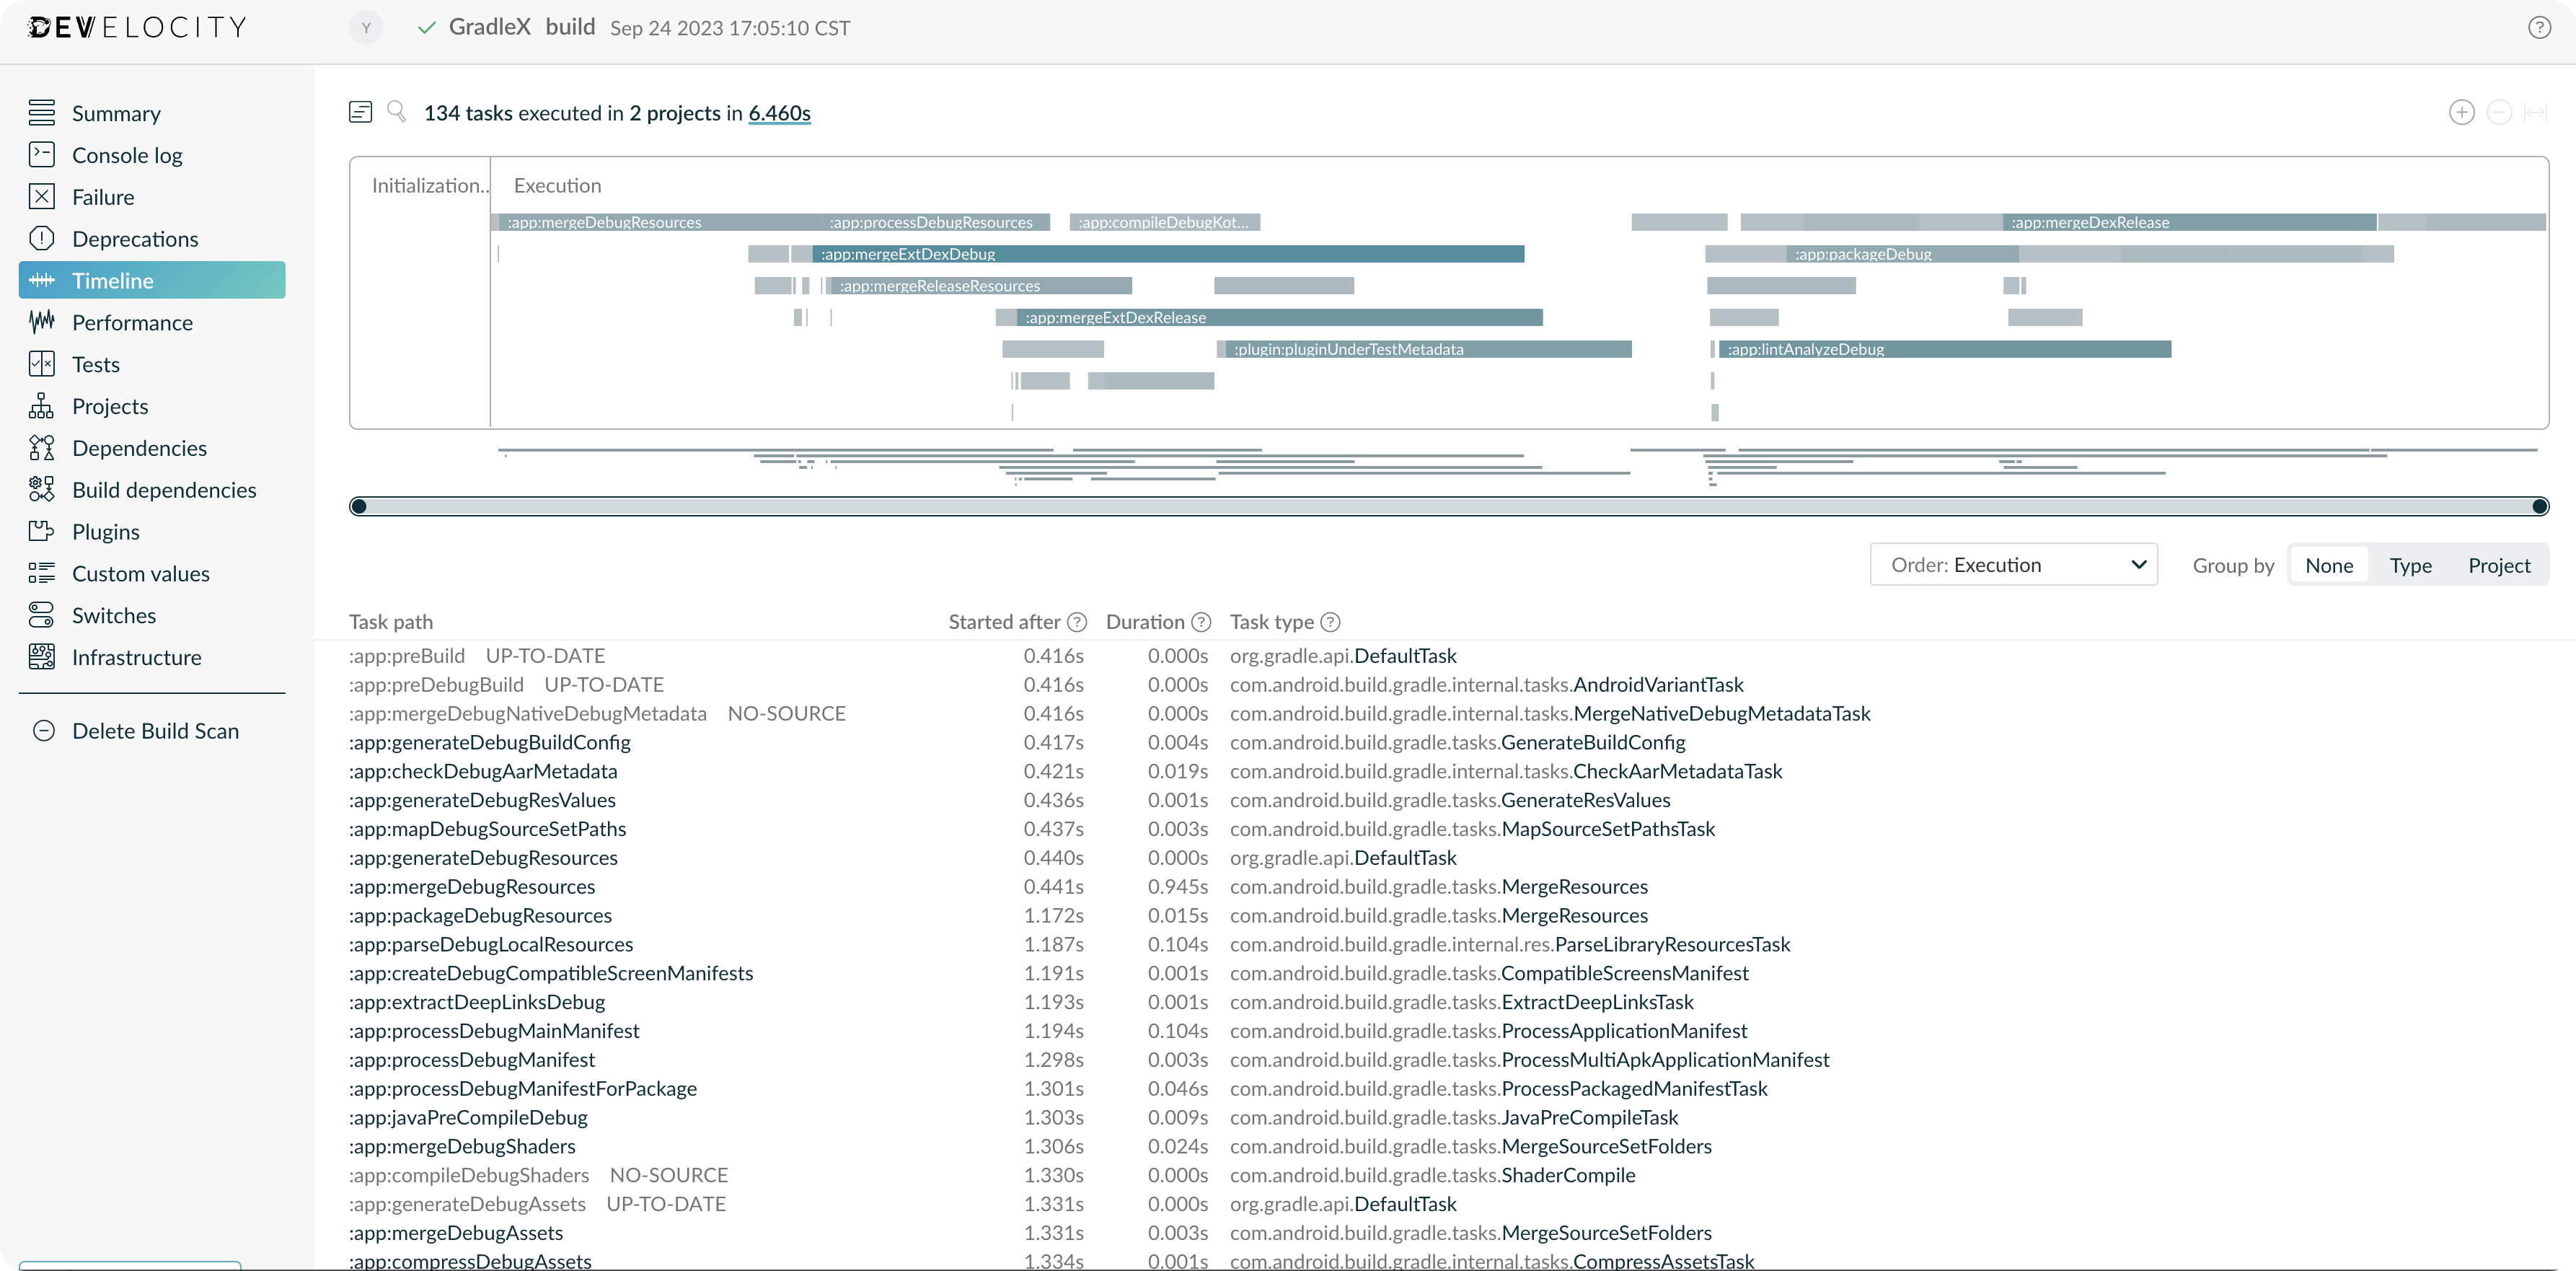 DEVELOCITY
Y GradleX build Sep 24 2023 17:05:10 CST
Summary
Console log
Failure
Deprecations
Timeline
Performance
Tests
Projects
Dependencies
Build dependencies
Plugins
Custom values
Switches
Infrastructure
Delete Build Scan
134 tasks executed in 2 projects in 6.460s
Initialization.. Execution
:app:mergeDebugResources :app:processDebugResources :app:compileDebugKot... :app:mergeDexRelease
:app:mergeExtDexDebug :app:packageDebug
:app:mergeReleaseResources
:app:mergeExtDexRelease
:plugin:pluginUnderTestMetadata :app:lintAnalyzeDebug
Order: Execution Group by None Type Project
Task path Started after ? Duration ? Task type ?
:app:preBuild UP-TO-DATE 0.416s 0.000s org.gradle.api.DefaultTask
:app:preDebugBuild UP-TO-DATE 0.416s 0.000s com.android.build.gradle.internal.tasks.AndroidVariantTask
:app:mergeDebugNativeDebugMetadata NO-SOURCE 0.416s 0.000s com.android.build.gradle.internal.tasks.MergeNativeDebugMetadataTask
:app:generateDebugBuildConfig 0.417s 0.004s com.android.build.gradle.tasks.GenerateBuildConfig
:app:checkDebugAarMetadata 0.421s 0.019s com.android.build.gradle.internal.tasks.CheckAarMetadataTask
:app:generateDebugResValues 0.436s 0.001s com.android.build.gradle.tasks.GenerateResValues
:app:mapDebugSourceSetPaths 0.437s 0.003s com.android.build.gradle.tasks.MapSourceSetPathsTask
:app:generateDebugResources 0.440s 0.000s org.gradle.api.DefaultTask
:app:mergeDebugResources 0.441s 0.945s com.android.build.gradle.tasks.MergeResources
:app:packageDebugResources 1.172s 0.015s com.android.build.gradle.tasks.MergeResources
:app:parseDebugLocalResources 1.187s 0.104s com.android.build.gradle.internal.res.ParseLibraryResourcesTask
:app:createDebugCompatibleScreenManifests 1.191s 0.001s com.android.build.gradle.tasks.CompatibleScreensManifest
:app:extractDeepLinksDebug 1.193s 0.001s com.android.build.gradle.tasks.ExtractDeepLinksTask
:app:processDebugMainManifest 1.194s 0.104s com.android.build.gradle.tasks.ProcessApplicationManifest
:app:processDebugManifest 1.298s 0.003s com.android.build.gradle.tasks.ProcessMultiApkApplicationManifest
:app:processDebugManifestForPackage 1.301s 0.046s com.android.build.gradle.tasks.ProcessPackagedManifestTask
:app:javaPreCompileDebug 1.303s 0.009s com.android.build.gradle.tasks.JavaPreCompileTask
:app:mergeDebugShaders 1.306s 0.024s com.android.build.gradle.tasks.MergeSourceSetFolders
:app:compileDebugShaders NO-SOURCE 1.330s 0.000s com.android.build.gradle.tasks.ShaderCompile
:app:generateDebugAssets UP-TO-DATE 1.331s 0.000s org.gradle.api.DefaultTask
:app:mergeDebugAssets 1.331s 0.003s com.android.build.gradle.tasks.MergeSourceSetFolders
:app:compressDebugAssets 1.334s 0.001s com.android.build.gradle.internal.tasks.CompressAssetsTask